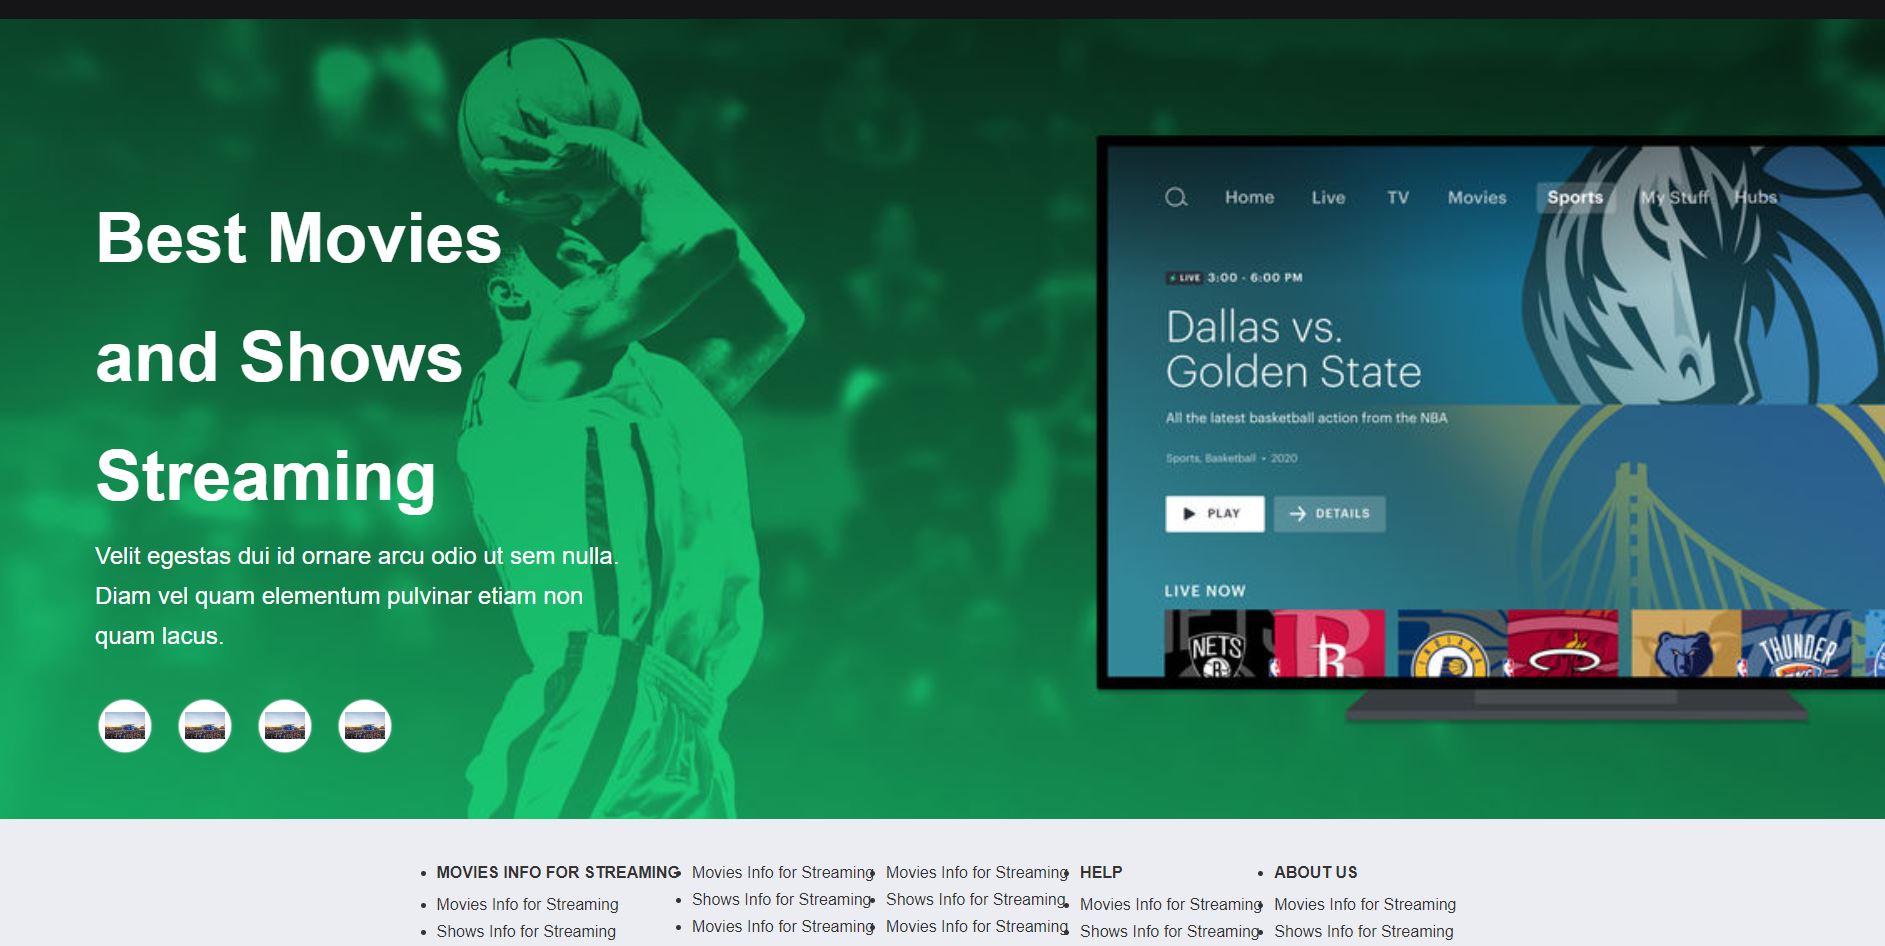 Best Movies
and Shows
Streaming
Velit egestas dui id ornare arcu odio ut sem nulla.
Diam vel quam elementum pulvinar etiam non
quam lacus.
Home Live TV Movies Sports My Stuff Hubs
LIVE 3:00 - 6:00 PM
Dallas vs.
Golden State
All the latest basketball action from the NBA
Sports, Basketball • 2020
PLAY DETAILS
LIVE NOW
NETS
B
R
INDIANA
THUNDER
MOVIES INFO FOR STREAMING
Movies Info for Streaming
Shows Info for Streaming
Movies Info for Streaming
Shows Info for Streaming
Movies Info for Streaming
Movies Info for Streaming
Shows Info for Streaming
Movies Info for Streaming
HELP
Movies Info for Streaming
Shows Info for Streaming
ABOUT US
Movies Info for Streaming
Shows Info for Streaming